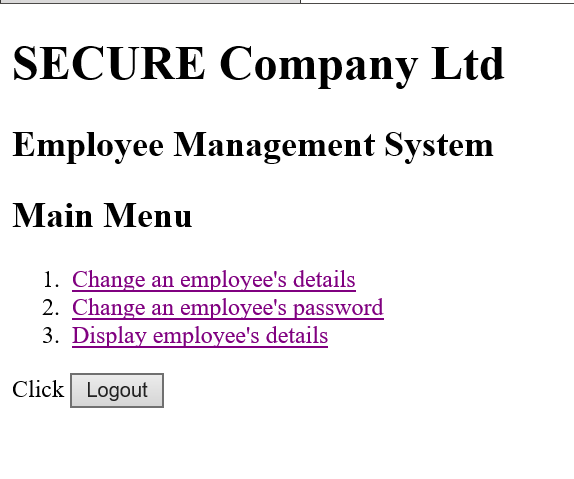 SECURE Company Ltd
Employee Management System
Main Menu
1. Change an employee's details
2. Change an employee's password
3. Display employee's details
Click Logout